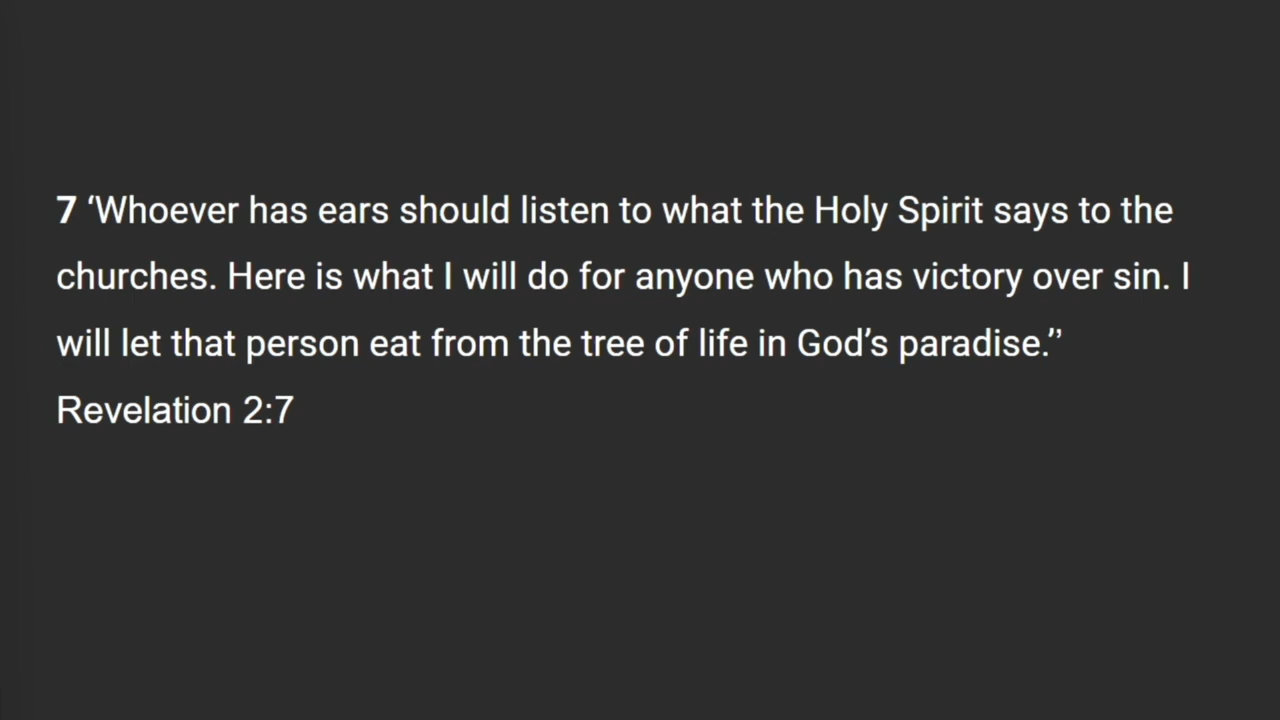 7 ‘Whoever has ears should listen to what the Holy Spirit says to the
churches. Here is what I will do for anyone who has victory over sin. I
will let that person eat from the tree of life in God’s paradise.’’
Revelation 2:7